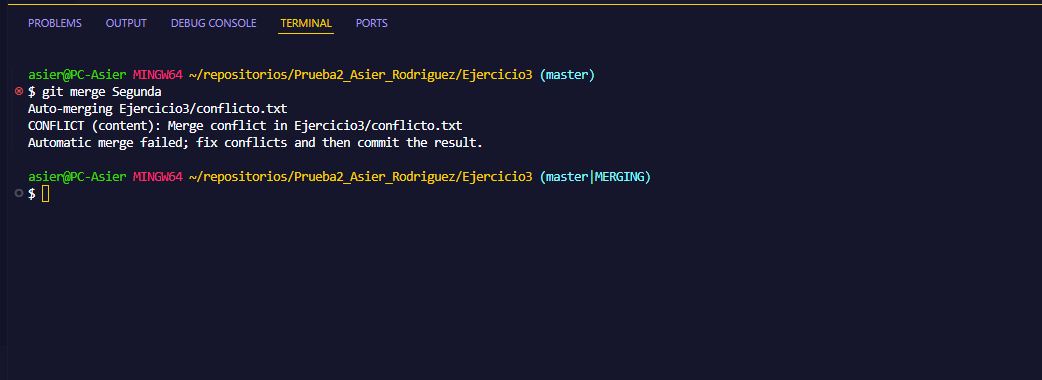 PROBLEMS OUTPUT DEBUG CONSOLE TERMINAL PORTS
asier@PC-Asier MINGW64 ~/repositorios/Prueba2_Asier_Rodriguez/Ejercicio3 (master)
$ git merge Segunda
Auto-merging Ejercicio3/conflicto.txt
CONFLICT (content): Merge conflict in Ejercicio3/conflicto.txt
Automatic merge failed; fix conflicts and then commit the result.
asier@PC-Asier MINGW64 ~/repositorios/Prueba2_Asier_Rodriguez/Ejercicio3 (master|MERGING)
$